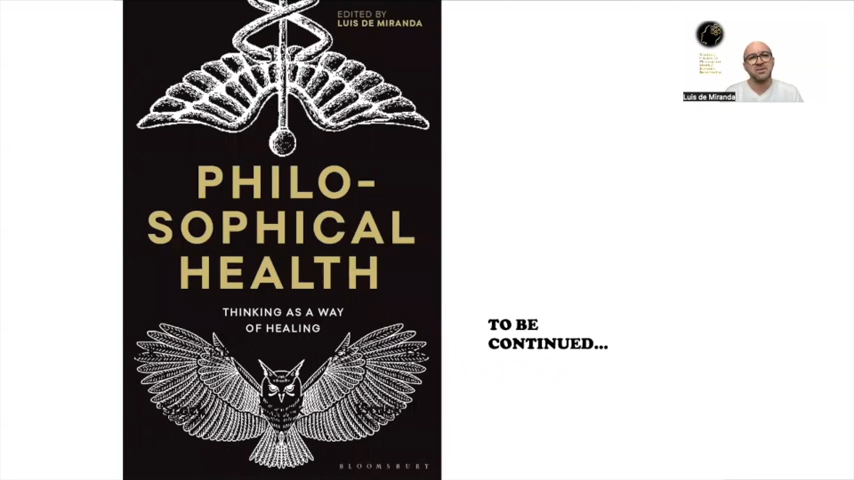 EDITED BY
LUIS DE MIRANDA
PHILO-
SOPHICAL
HEALTH
THINKING AS A WAY
OF HEALING
BLOOMSBURY
TO BE
CONTINUED...
Luis de Miranda